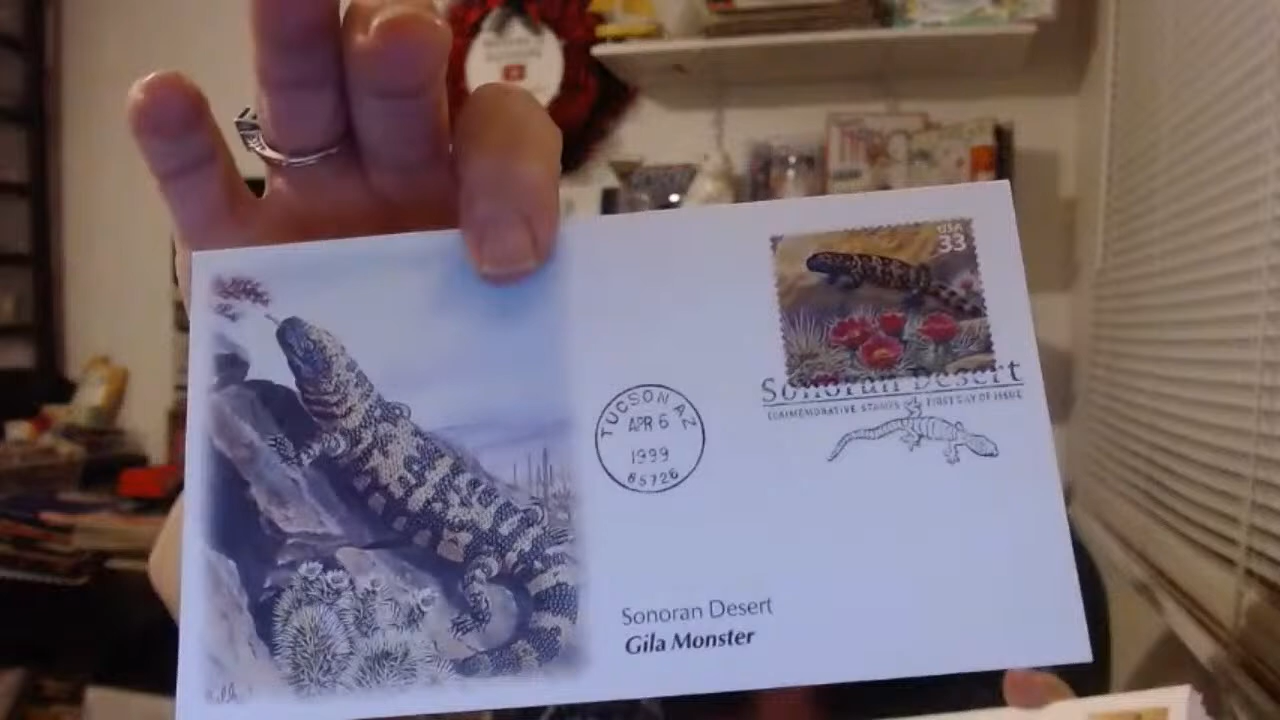 USA
33
Sonoran Desert
COMMEMORATIVE STAMPS FIRST DAY OF ISSUE
TUCSON AZ
APR 6
1999
85726
Sonoran Desert
Gila Monster